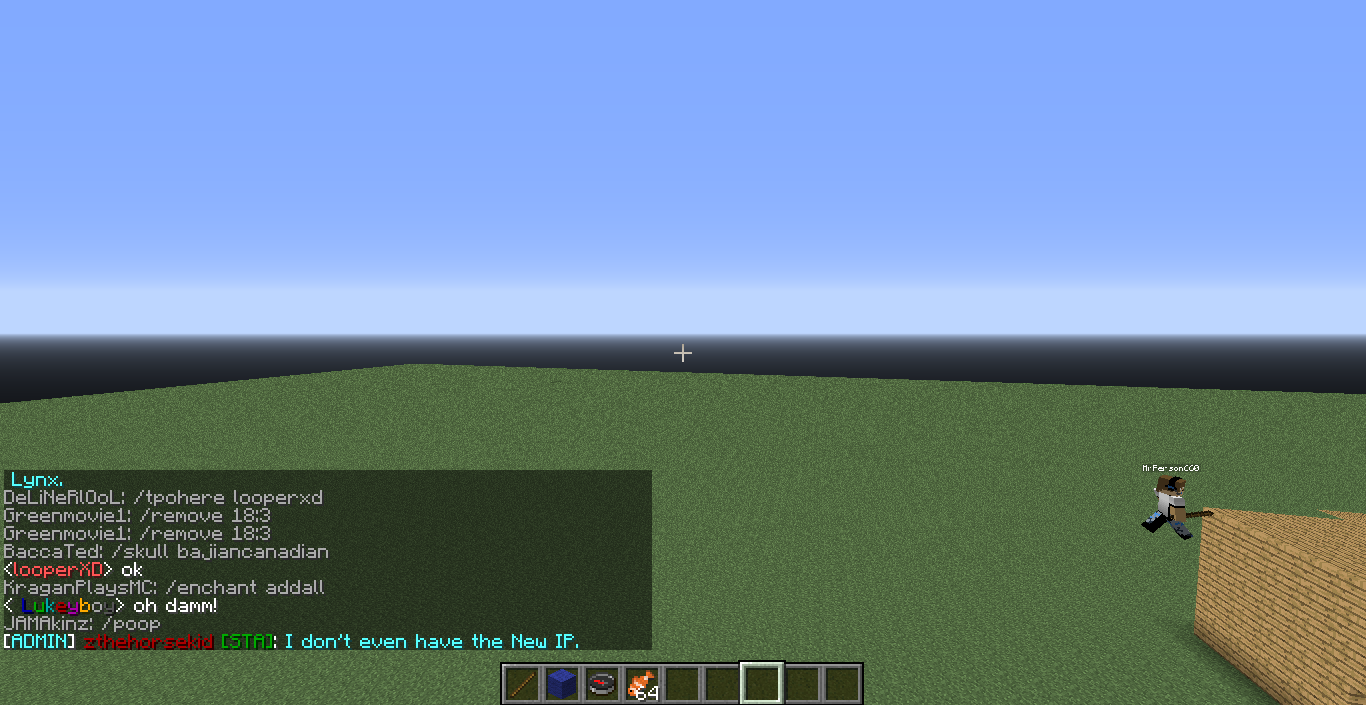 MrPerson660
Lynx.
DeLiNeRlOoL: /tpohere looperxd
Greenmovie1: /remove 18:3
Greenmovie1: /remove 18:3
BaccaTed: /skull bajiancanadian
<looperXD> ok
KraganPlaysMC: /enchant addall
< Lukeyboy> oh damm!
JAMAkinz: /poop
[ADMIN] zthehorsekid [STA]: I don't even have the New IP.
64